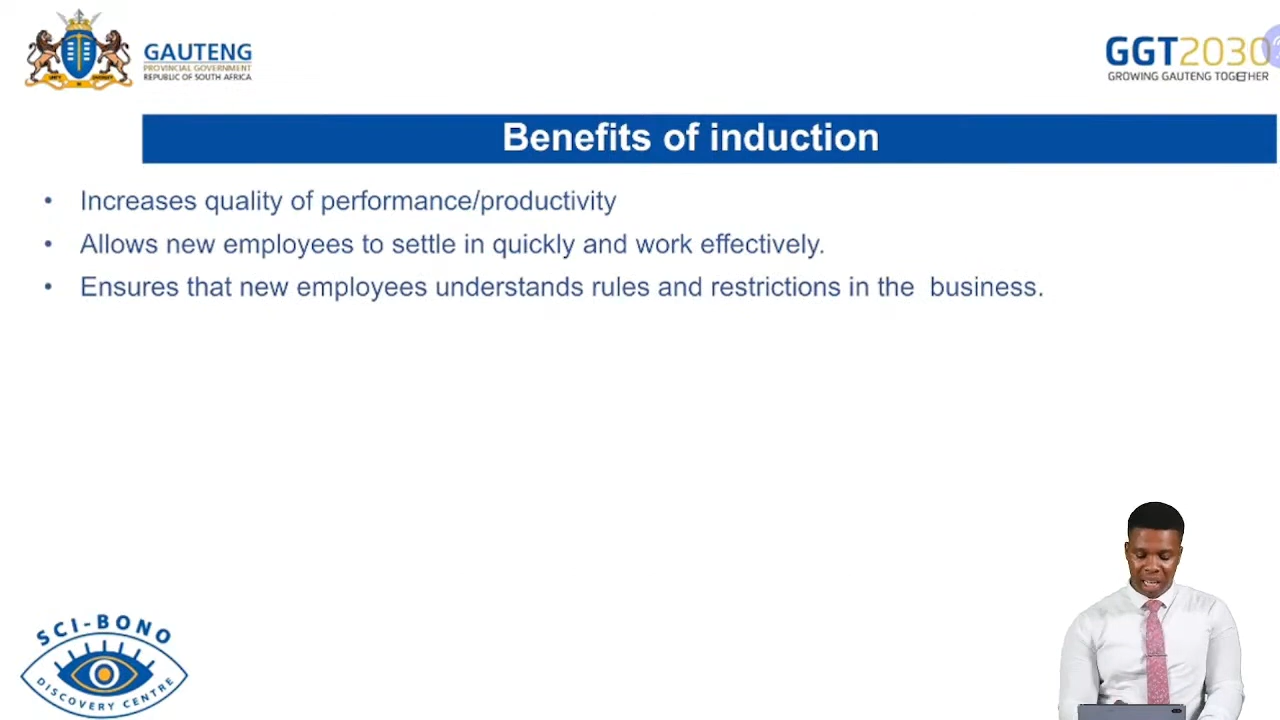 GAUTENG
PROVINCIAL GOVERNMENT
REPUBLIC OF SOUTH AFRICA
GGT2030
GROWING GAUTENG TOGETHER
Benefits of induction
• Increases quality of performance/productivity
• Allows new employees to settle in quickly and work effectively.
• Ensures that new employees understands rules and restrictions in the  business.
SCI-BONO
DISCOVERY CENTRE